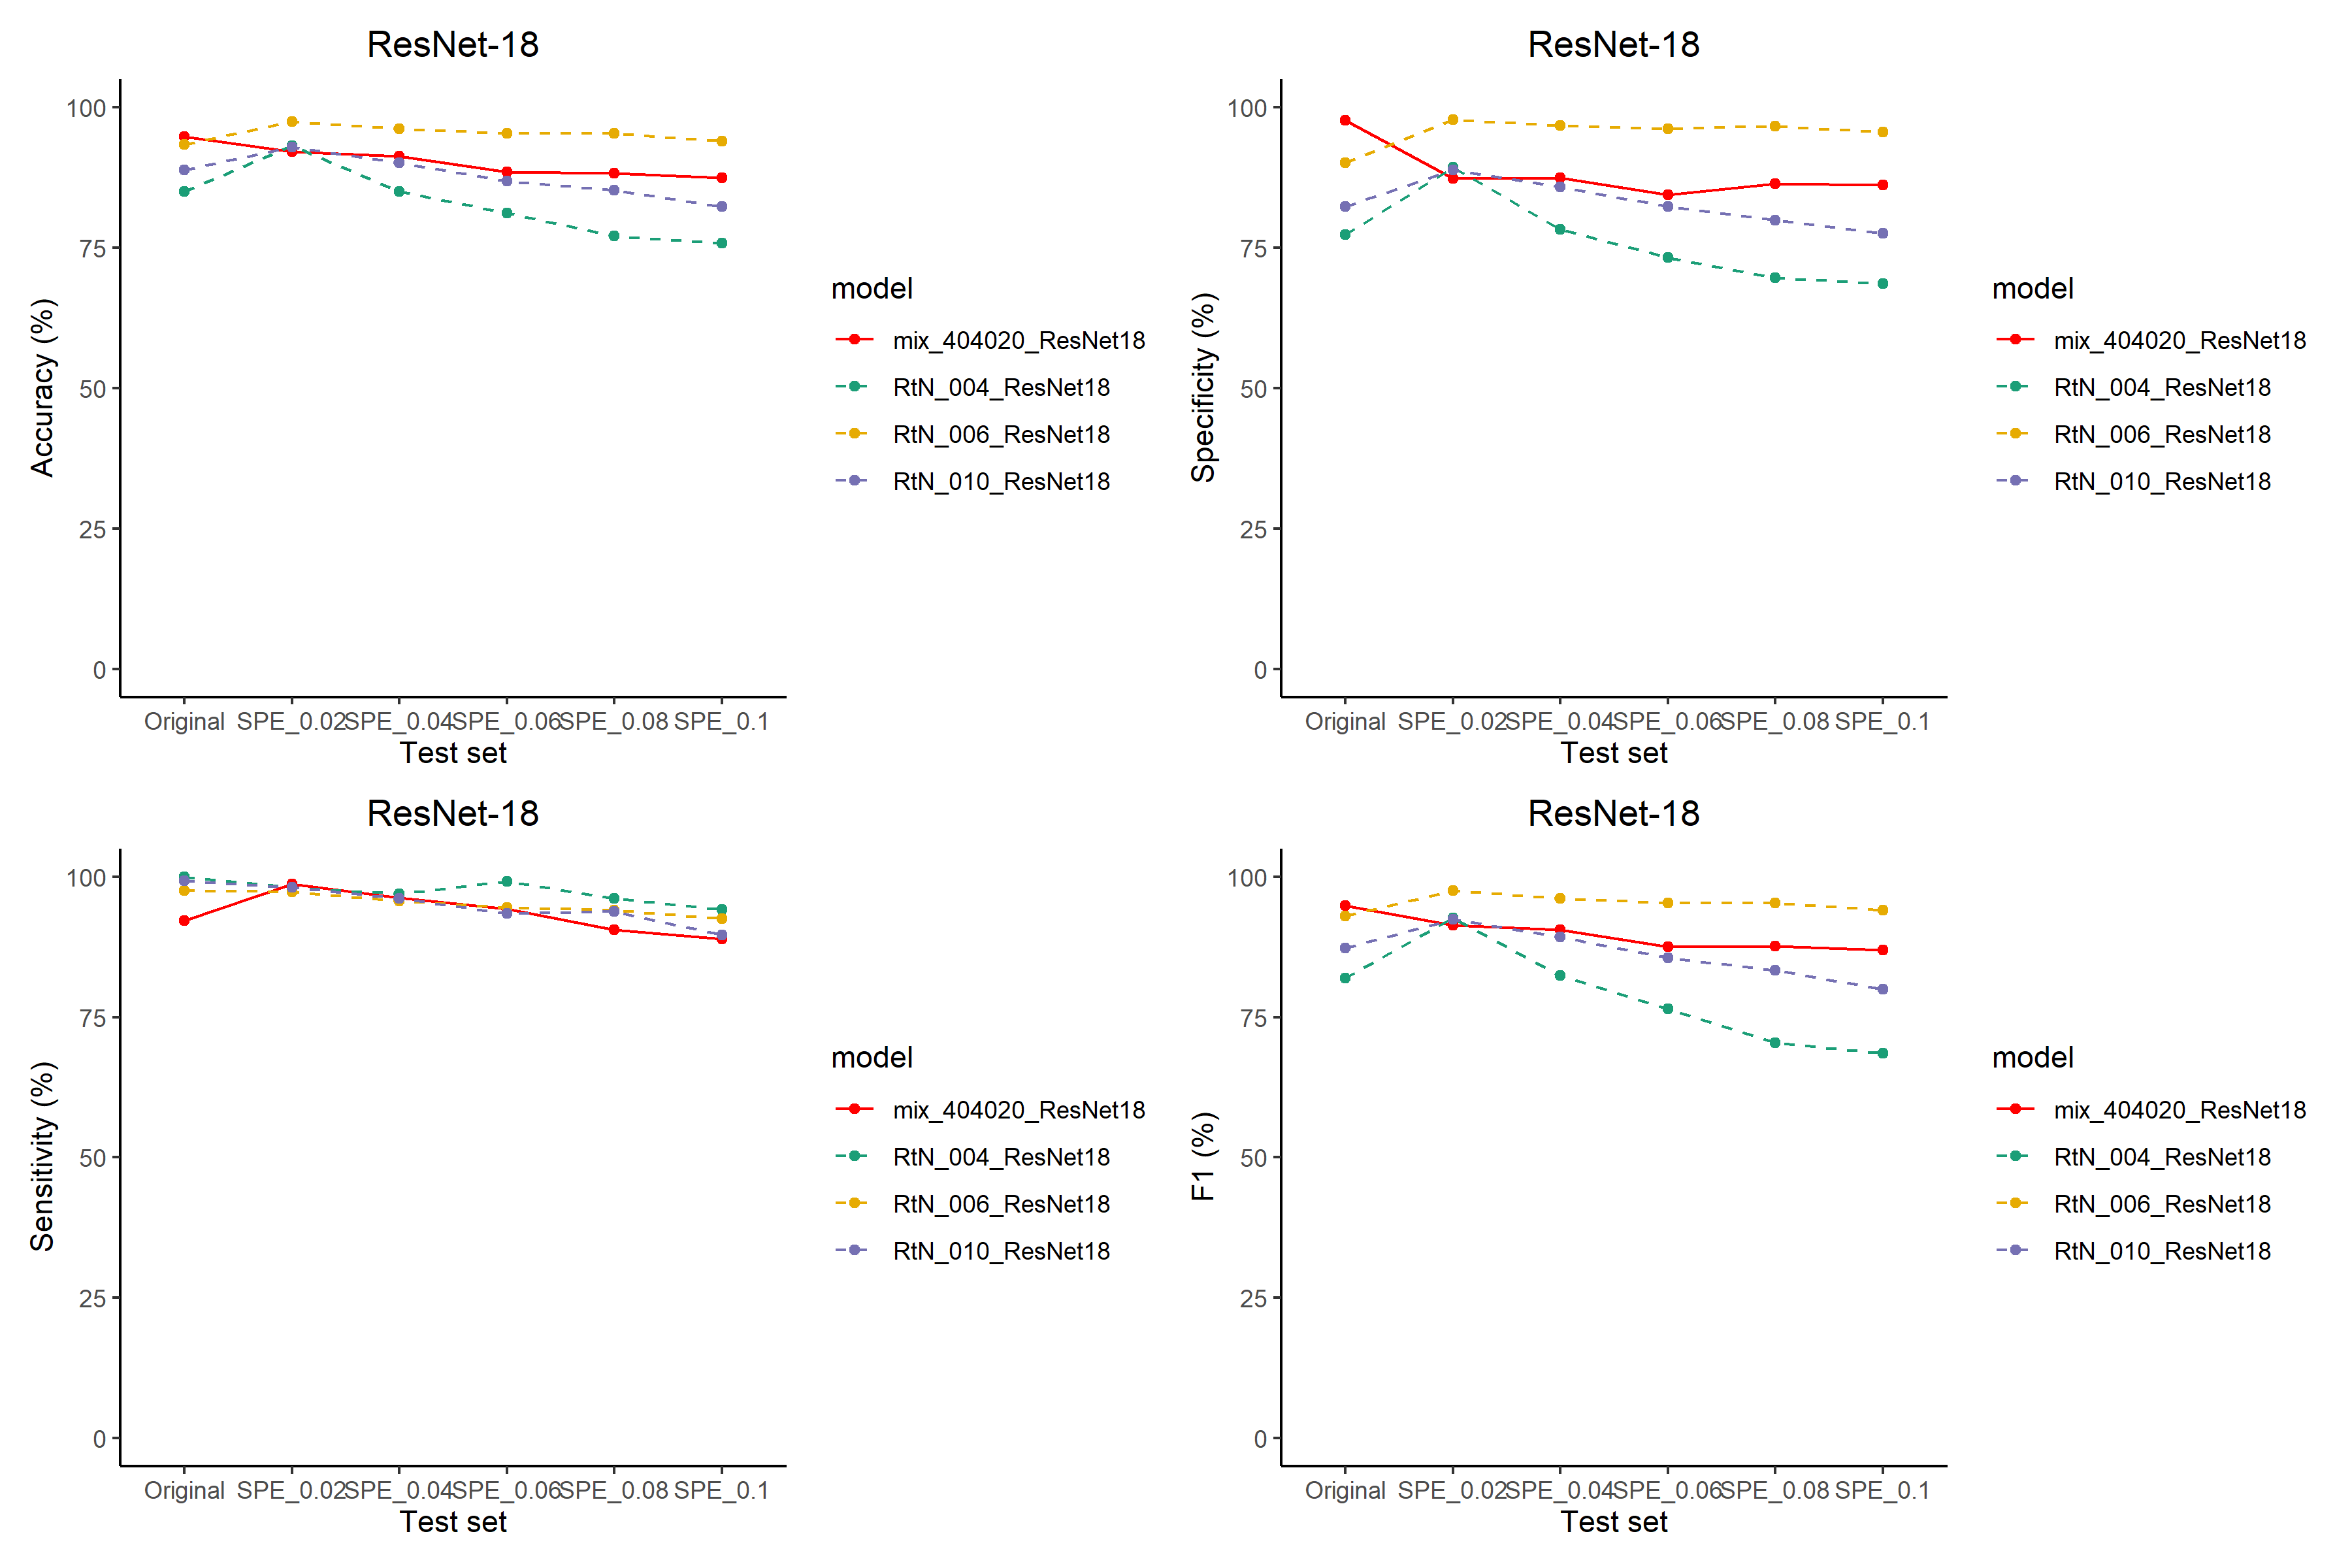 ResNet-18
100
75
50
25
0
Accuracy (%)
Original SPE_0.02 SPE_0.04 SPE_0.06 SPE_0.08 SPE_0.1
Test set
model
mix_404020_ResNet18
RtN_004_ResNet18
RtN_006_ResNet18
RtN_010_ResNet18
ResNet-18
100
75
50
25
0
Specificity (%)
Original SPE_0.02 SPE_0.04 SPE_0.06 SPE_0.08 SPE_0.1
Test set
model
mix_404020_ResNet18
RtN_004_ResNet18
RtN_006_ResNet18
RtN_010_ResNet18
ResNet-18
100
75
50
25
0
Sensitivity (%)
Original SPE_0.02 SPE_0.04 SPE_0.06 SPE_0.08 SPE_0.1
Test set
model
mix_404020_ResNet18
RtN_004_ResNet18
RtN_006_ResNet18
RtN_010_ResNet18
ResNet-18
100
75
50
25
0
F1 (%)
Original SPE_0.02 SPE_0.04 SPE_0.06 SPE_0.08 SPE_0.1
Test set
model
mix_404020_ResNet18
RtN_004_ResNet18
RtN_006_ResNet18
RtN_010_ResNet18